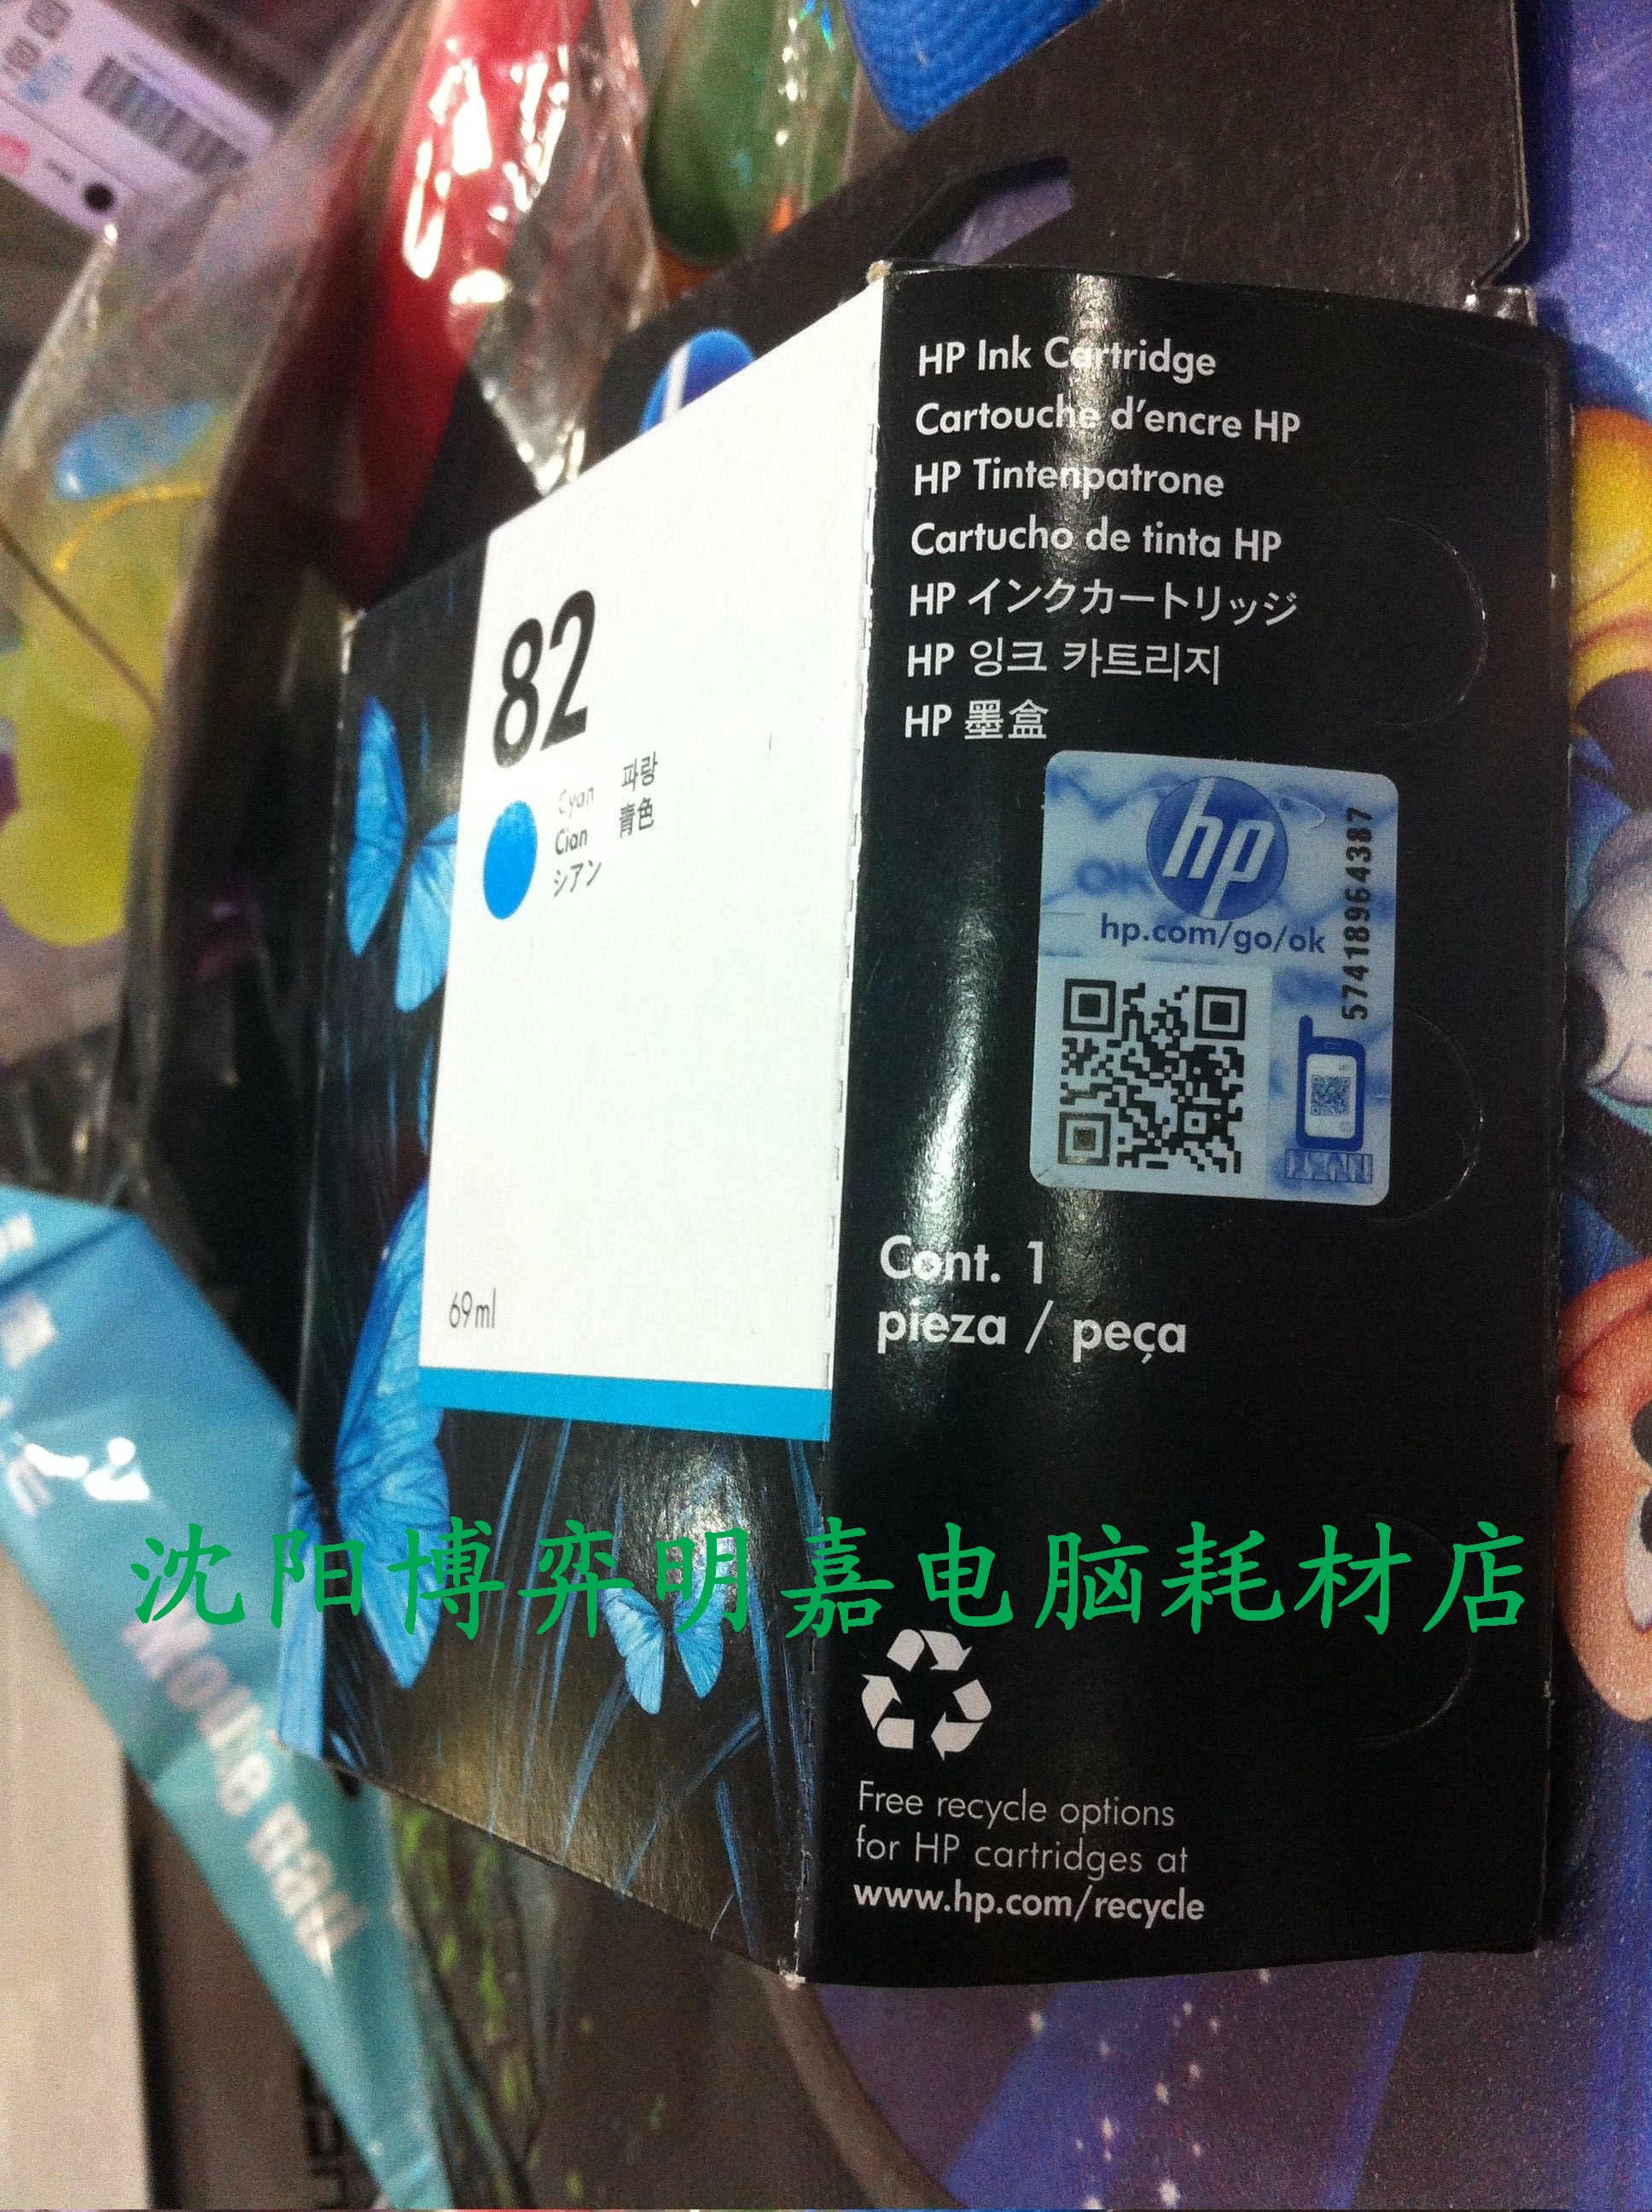 82
Cyan
Cian
シアン
파랑
青色
69ml
HP Ink Cartridge
Cartouche d'encre HP
HP Tintenpatrone
Cartucho de tinta HP
HP インクカートリッジ
HP 잉크 카트리지
HP 墨盒
hp
OK
hp.com/go/ok
57418964387
Cont. 1
pieza / peça
沈阳博弈明嘉电脑耗材店
Free recycle options
for HP cartridges at
www.hp.com/recycle
Mouse pad